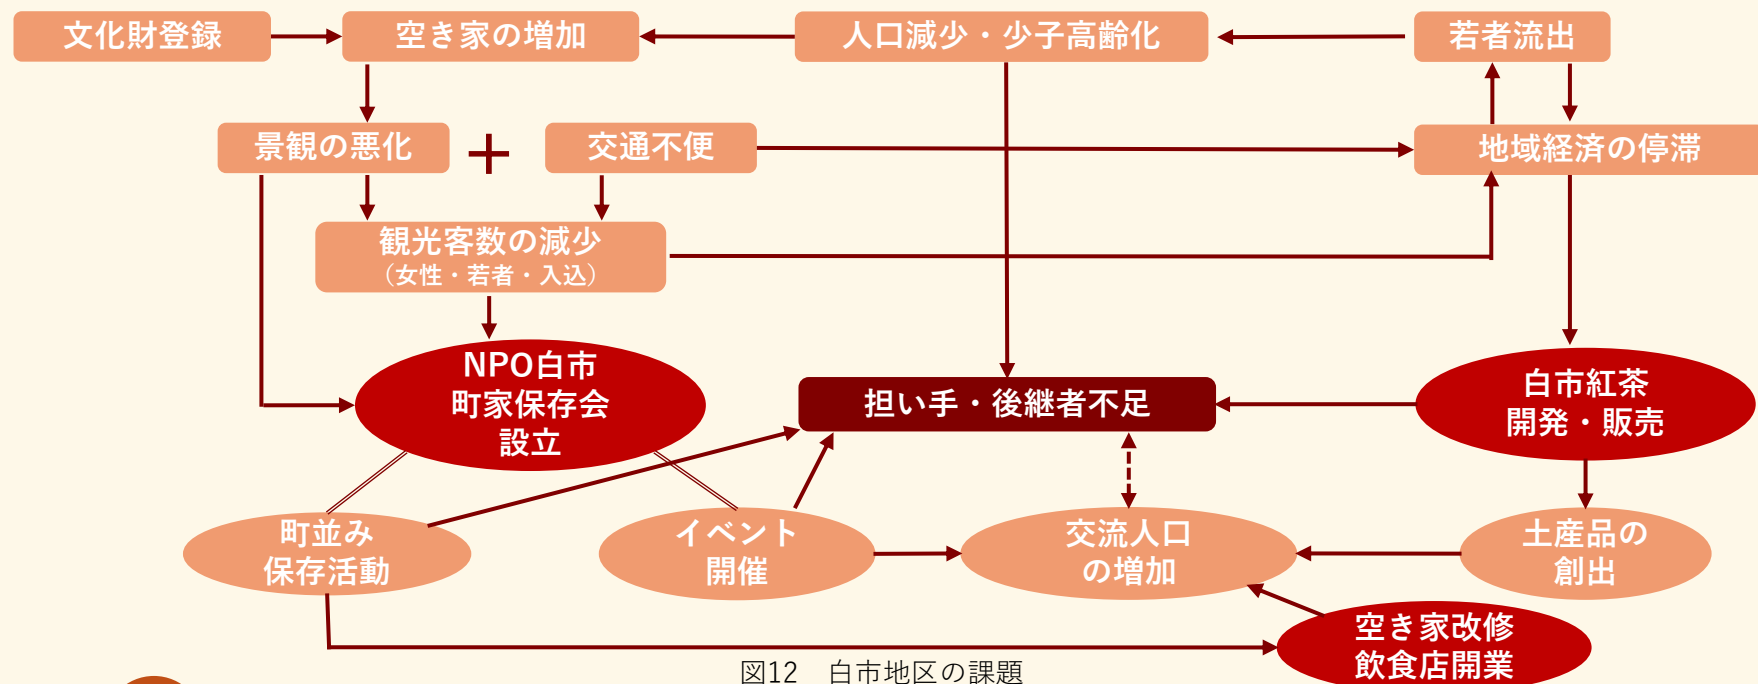 文化財登録
空き家の増加
人口減少・少子高齢化
若者流出
景観の悪化
+
交通不便
地域経済の停滞
観光客数の減少
（女性・若者・入込）
NPO白市
町家保存会
設立
担い手・後継者不足
白市紅茶
開発・販売
町並み
保存活動
イベント
開催
交流人口
の増加
土産品の
創出
空き家改修
飲食店開業
図12　白市地区の課題